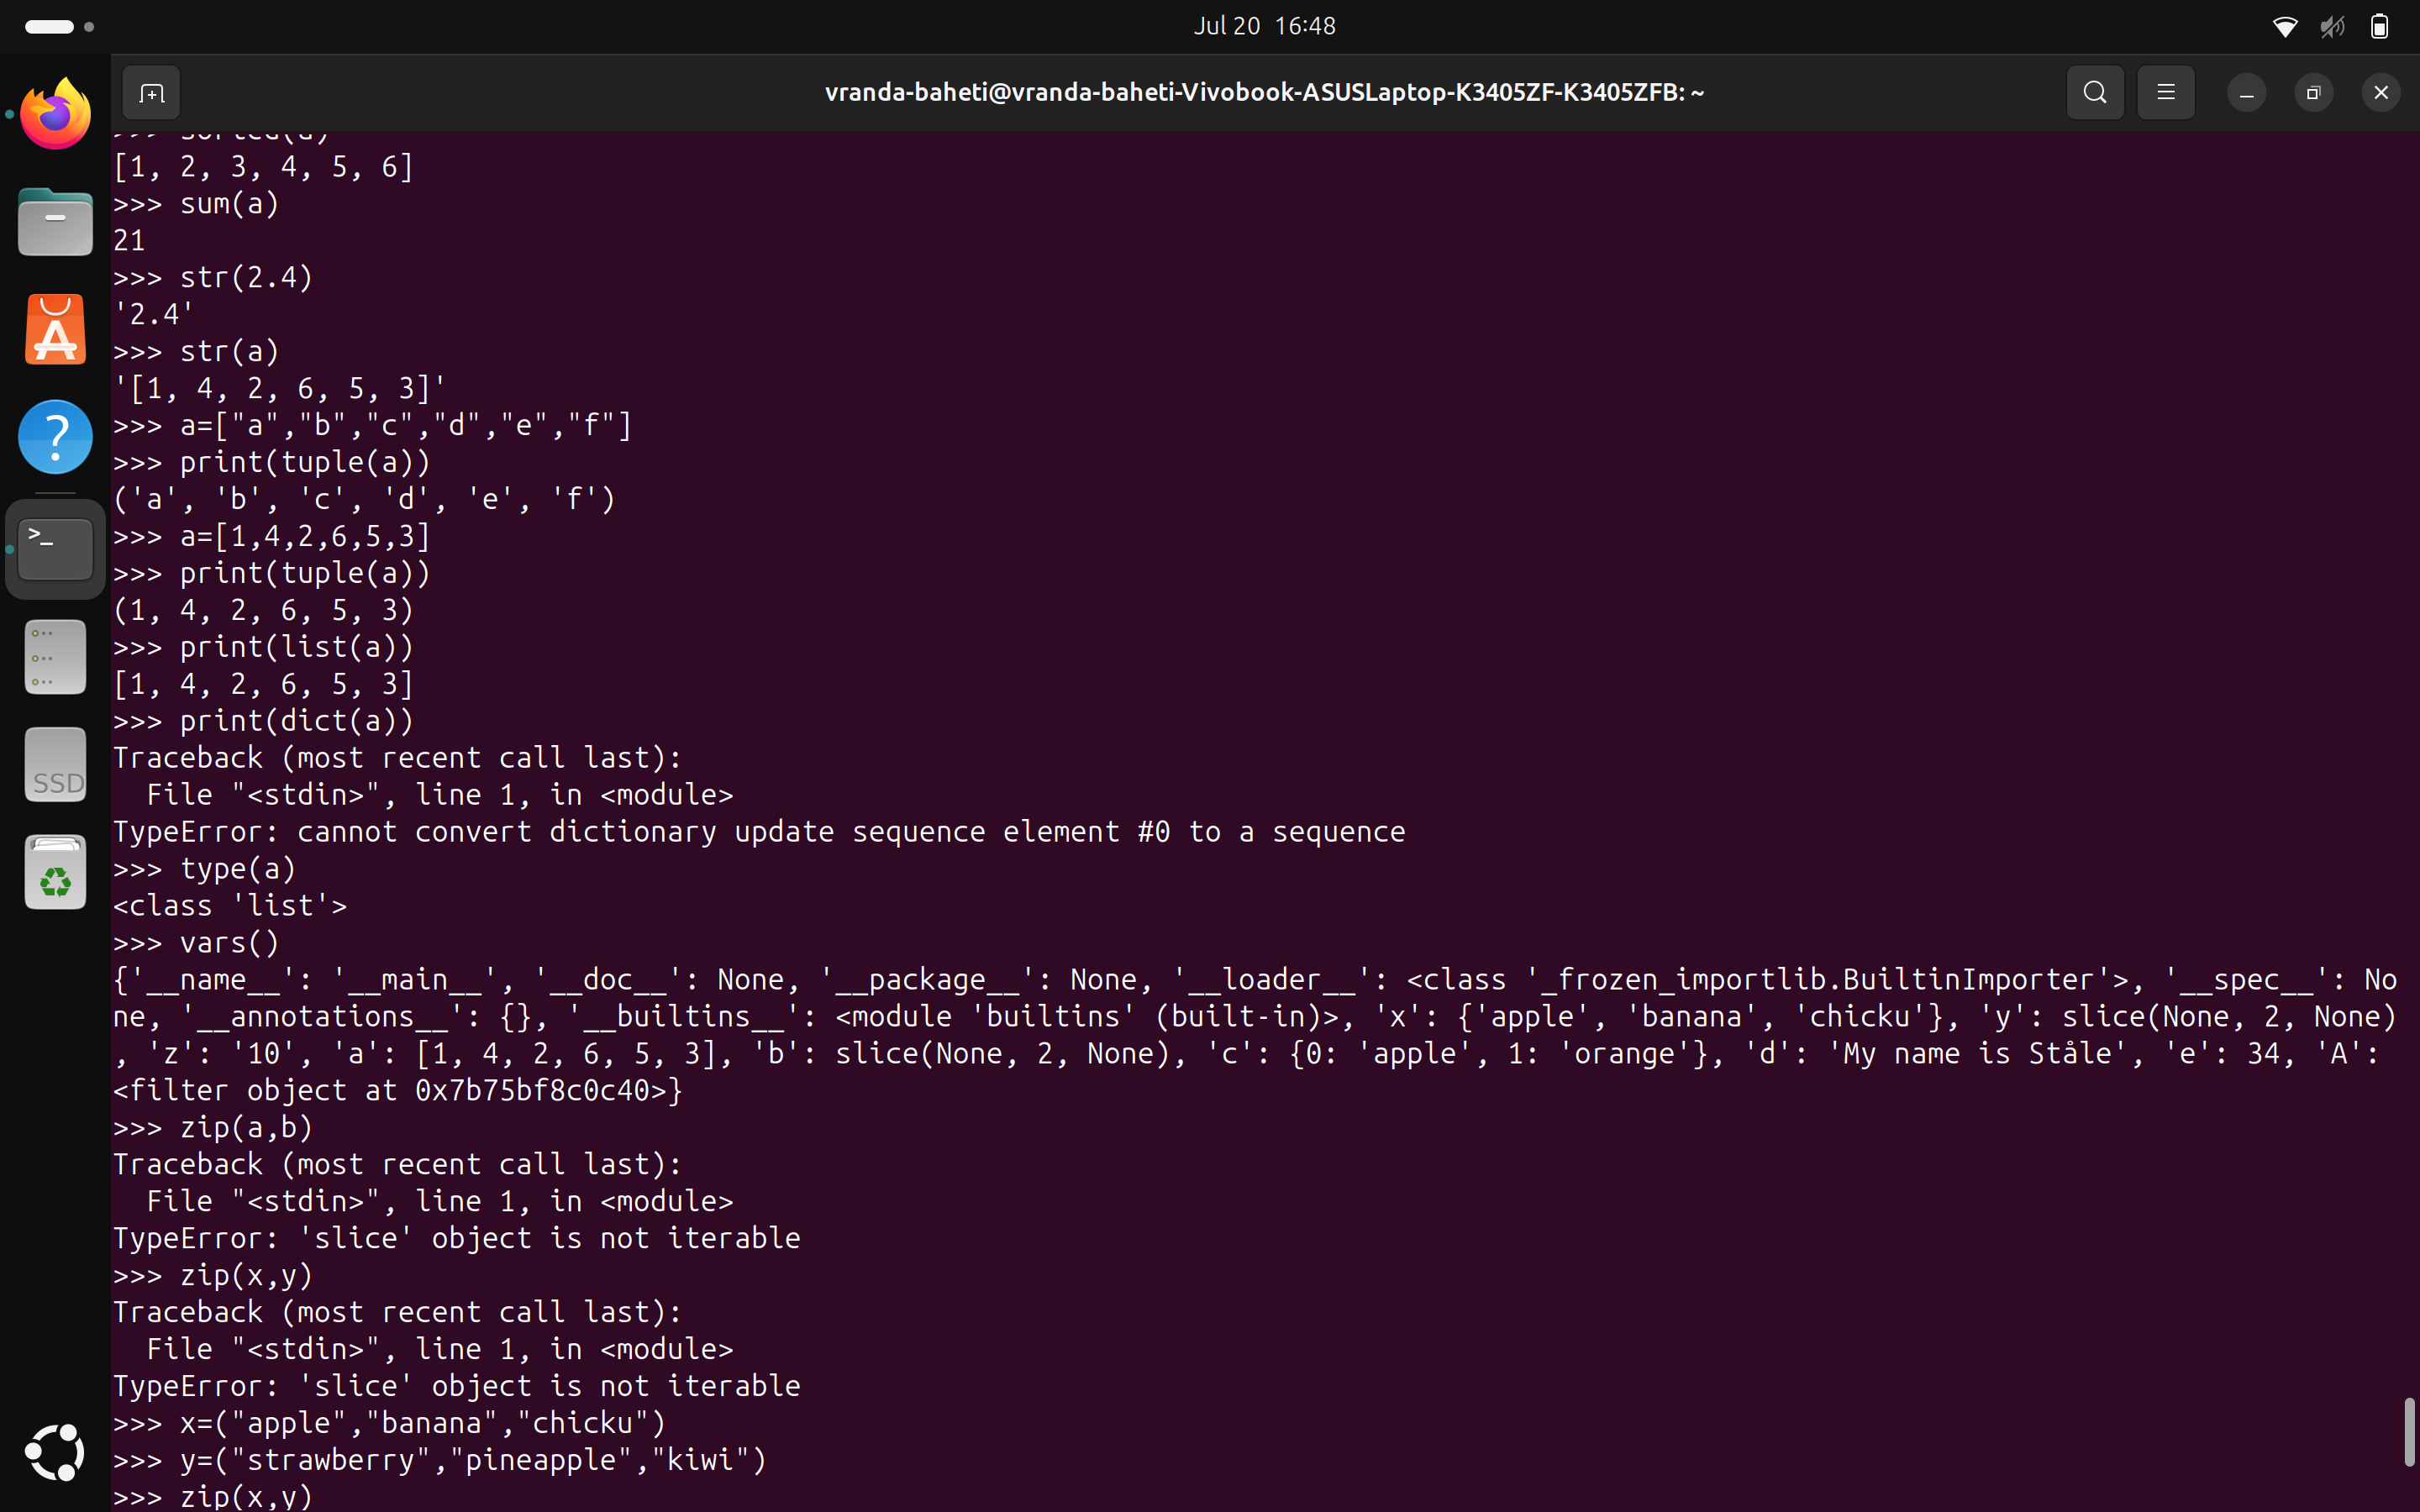 Jul 20 16:48
vranda-baheti@vranda-baheti-Vivobook-ASUSLaptop-K3405ZF-K3405ZFB: ~
>>> sorted(a)
[1, 2, 3, 4, 5, 6]
>>> sum(a)
21
>>> str(2.4)
'2.4'
>>> str(a)
'[1, 4, 2, 6, 5, 3]'
>>> a=["a","b","c","d","e","f"]
>>> print(tuple(a))
('a', 'b', 'c', 'd', 'e', 'f')
>>> a=[1,4,2,6,5,3]
>>> print(tuple(a))
(1, 4, 2, 6, 5, 3)
>>> print(list(a))
[1, 4, 2, 6, 5, 3]
>>> print(dict(a))
Traceback (most recent call last):
  File "<stdin>", line 1, in <module>
TypeError: cannot convert dictionary update sequence element #0 to a sequence
>>> type(a)
<class 'list'>
>>> vars()
{'__name__': '__main__', '__doc__': None, '__package__': None, '__loader__': <class '_frozen_importlib.BuiltinImporter'>, '__spec__': No
ne, '__annotations__': {}, '__builtins__': <module 'builtins' (built-in)>, 'x': {'apple', 'banana', 'chicku'}, 'y': slice(None, 2, None)
, 'z': '10', 'a': [1, 4, 2, 6, 5, 3], 'b': slice(None, 2, None), 'c': {0: 'apple', 1: 'orange'}, 'd': 'My name is Ståle', 'e': 34, 'A':
<filter object at 0x7b75bf8c0c40>}
>>> zip(a,b)
Traceback (most recent call last):
  File "<stdin>", line 1, in <module>
TypeError: 'slice' object is not iterable
>>> zip(x,y)
Traceback (most recent call last):
  File "<stdin>", line 1, in <module>
TypeError: 'slice' object is not iterable
>>> x=("apple","banana","chicku")
>>> y=("strawberry","pineapple","kiwi")
>>> zip(x,y)
SSD